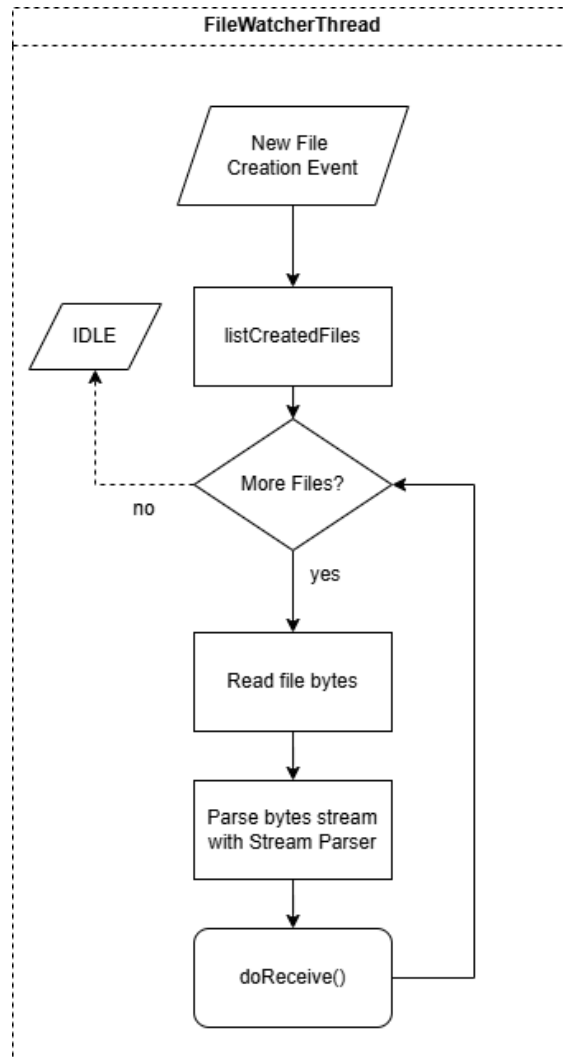 FileWatcherThread
New File
Creation Event
listCreatedFiles
IDLE
More Files?
no
yes
Read file bytes
Parse bytes stream
with Stream Parser
doReceive()